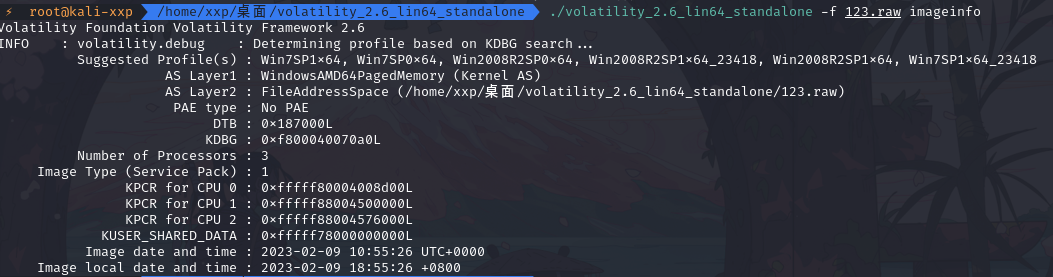 ⚡ root@kali-xxp /home/xxp/桌面/volatility_2.6_lin64_standalone ./volatility_2.6_lin64_standalone -f 123.raw imageinfo
Volatility Foundation Volatility Framework 2.6
INFO    : volatility.debug    : Determining profile based on KDBG search...
Suggested Profile(s) : Win7SP1x64, Win7SP0x64, Win2008R2SP0x64, Win2008R2SP1x64_23418, Win2008R2SP1x64, Win7SP1x64_23418
AS Layer1 : WindowsAMD64PagedMemory (Kernel AS)
AS Layer2 : FileAddressSpace (/home/xxp/桌面/volatility_2.6_lin64_standalone/123.raw)
PAE type : No PAE
DTB : 0x187000L
KDBG : 0xf800040070a0L
Number of Processors : 3
Image Type (Service Pack) : 1
KPCR for CPU 0 : 0xfffff80004008d00L
KPCR for CPU 1 : 0xfffff88004500000L
KPCR for CPU 2 : 0xfffff88004576000L
KUSER_SHARED_DATA : 0xfffff78000000000L
Image date and time : 2023-02-09 10:55:26 UTC+0000
Image local date and time : 2023-02-09 18:55:26 +0800